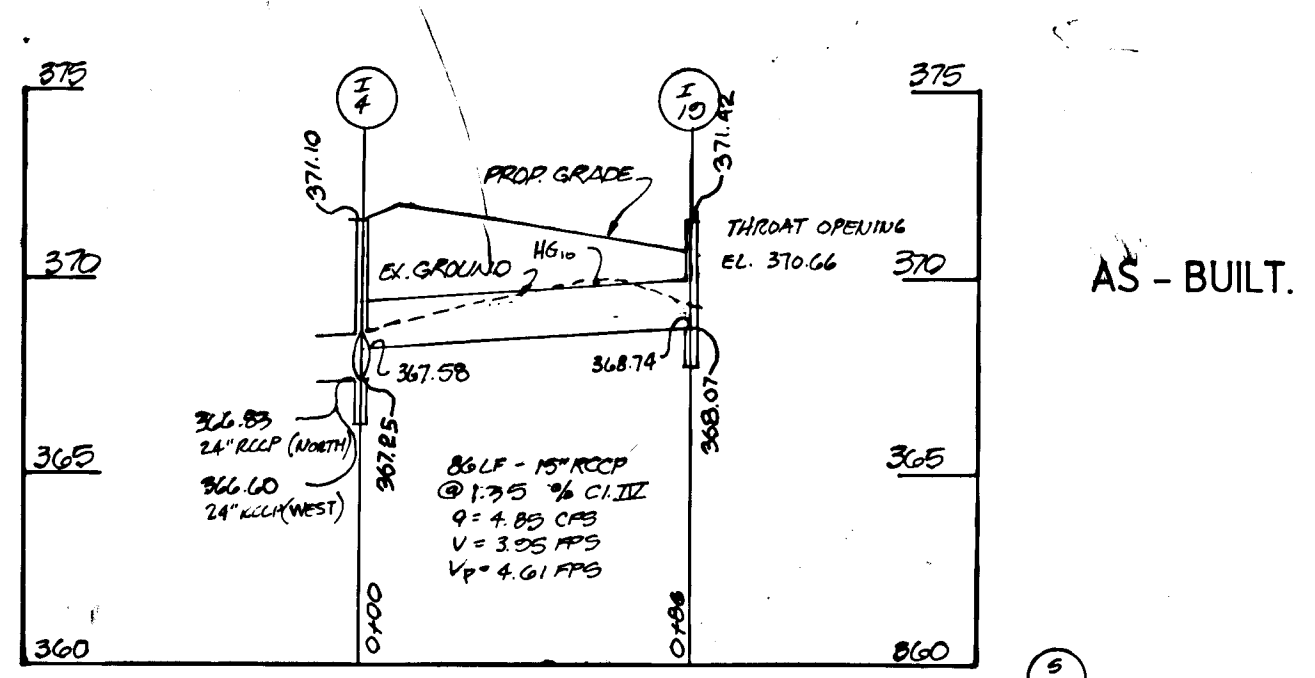 375
I
4
I
19
375
371.10
371.42
PROP. GRADE
THROAT OPENING
EL. 370.66
370
EX. GROUND
HG10
370
AS - BUILT.
367.58
368.74
368.07
366.83
24" RCCP (NORTH)
367.25
365
366.60
24" RCCP (WEST)
86 LF - 15" RCCP
@ 1.35 % Cl. IV
Q = 4.85 CFS
V = 3.95 FPS
Vp = 4.61 FPS
365
0+00
0+86
360
360
5